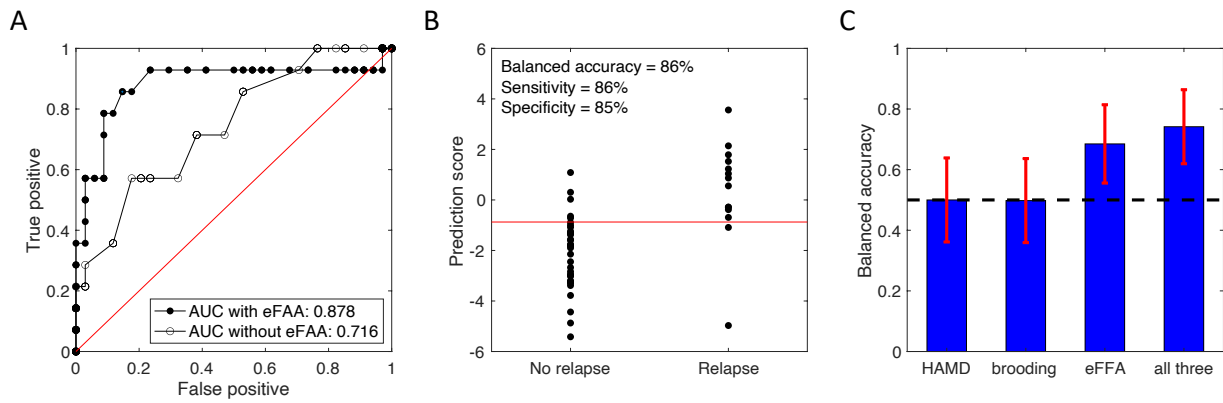 A
True positive
1
0.8
0.6
0.4
0.2
0
0
0.2
0.4
0.6
0.8
1
False positive
AUC with eFAA: 0.878
AUC without eFAA: 0.716
B
Prediction score
6
4
2
0
-2
-4
-6
Balanced accuracy = 86%
Sensitivity = 86%
Specificity = 85%
No relapse
Relapse
C
Balanced accuracy
1
0.8
0.6
0.4
0.2
0
HAMD
brooding
eFFA
all three